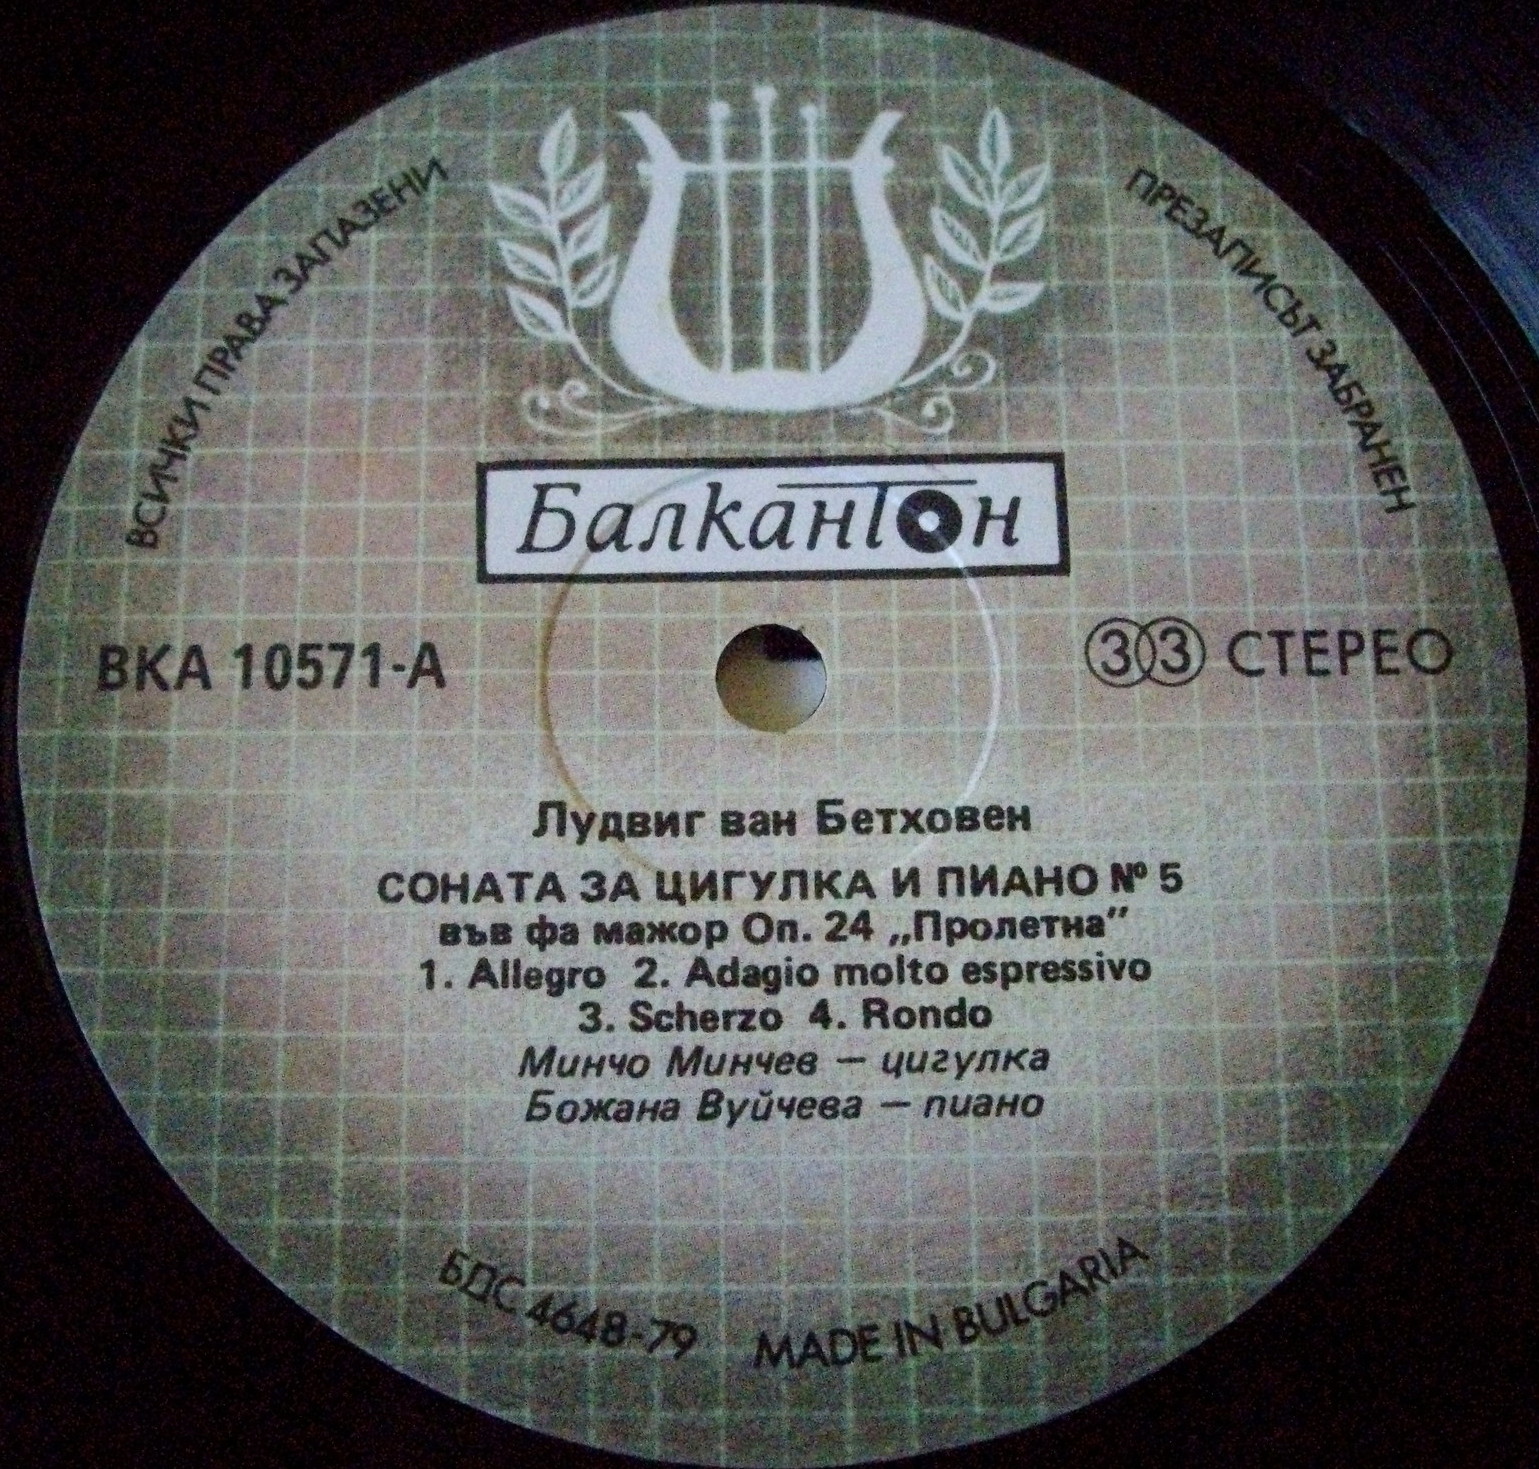 ВСИЧКИ ПРАВА ЗАПАЗЕНИ
ПРЕЗАПИСЪТ ЗАБРАНЕН
Балкантон
ВКА 10571-А
33 СТЕРЕО
Лудвиг ван Бетховен
СОНАТА ЗА ЦИГУЛКА И ПИАНО № 5
във фа мажор Оп. 24 „Пролетна”
1. Allegro 2. Adagio molto espressivo
3. Scherzo 4. Rondo
Минчо Минчев — цигулка
Божана Вуйчева — пиано
БДС 4648-79
MADE IN BULGARIA